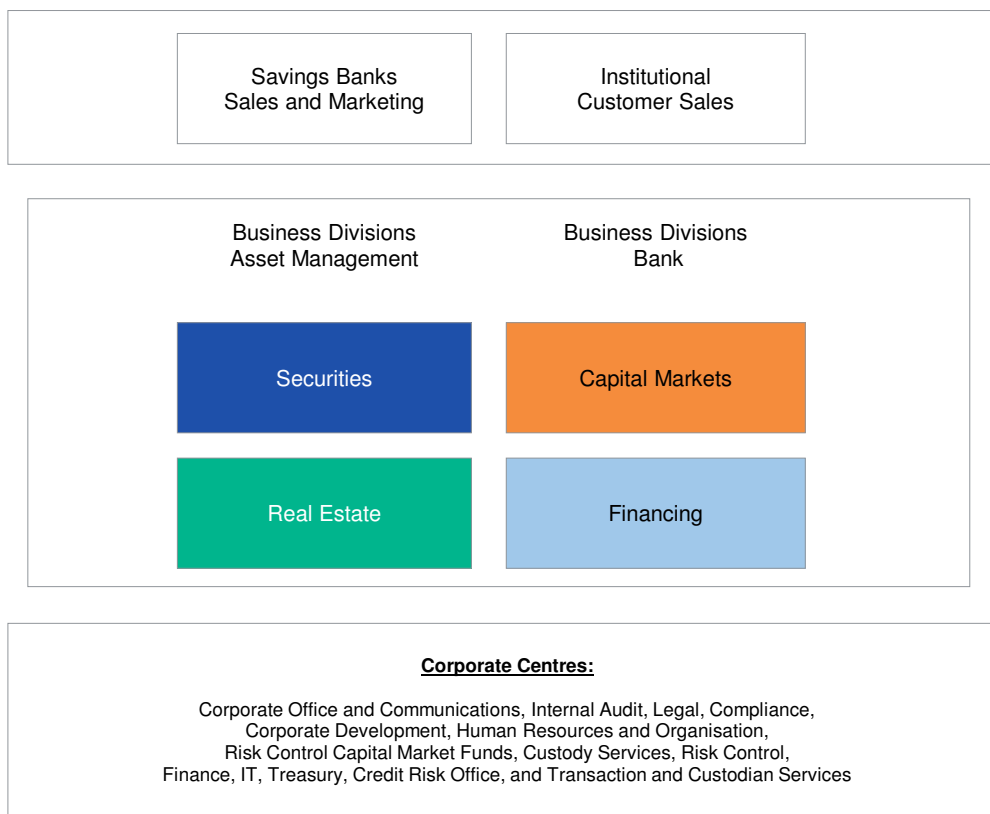 Savings Banks
Sales and Marketing
Institutional
Customer Sales
Business Divisions
Asset Management
Business Divisions
Bank
Securities
Capital Markets
Real Estate
Financing
Corporate Centres:
Corporate Office and Communications, Internal Audit, Legal, Compliance,
Corporate Development, Human Resources and Organisation,
Risk Control Capital Market Funds, Custody Services, Risk Control,
Finance, IT, Treasury, Credit Risk Office, and Transaction and Custodian Services